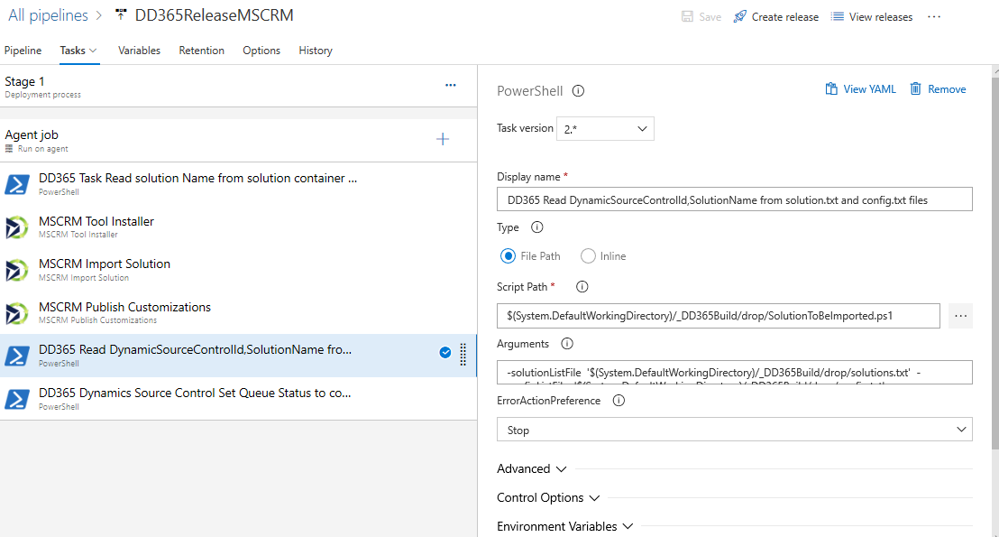 All pipelines > DD365ReleaseMSCRM
Save Create release View releases ...
Pipeline Tasks Variables Retention Options History
Stage 1
Deployment process
...
Agent job
Run on agent
DD365 Task Read solution Name from solution container ...
PowerShell
MSCRM Tool Installer
MSCRM Tool Installer
MSCRM Import Solution
MSCRM Import Solution
MSCRM Publish Customizations
MSCRM Publish Customizations
DD365 Read DynamicSourceControlId,SolutionName fro...
PowerShell
DD365 Dynamics Source Control Set Queue Status to co...
PowerShell
PowerShell
View YAML Remove
Task version 2.*
Display name *
DD365 Read DynamicSourceControlId,SolutionName from solution.txt and config.txt files
Type
File Path Inline
Script Path *
$(System.DefaultWorkingDirectory)/_DD365Build/drop/SolutionToBeImported.ps1
...
Arguments
-solutionListFile '$(System.DefaultWorkingDirectory)/_DD365Build/drop/solutions.txt' -
ErrorActionPreference
Stop
Advanced
Control Options
Environment Variables